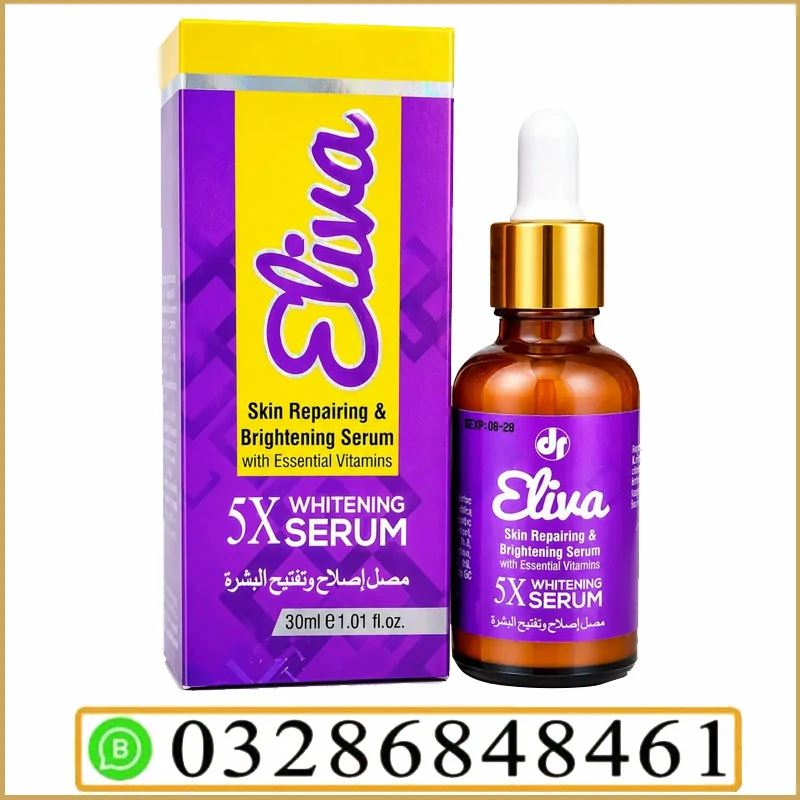 Eliva
Skin Repairing &
Brightening Serum
with Essential Vitamins
5X WHITENING
SERUM
مصل إصلاح وتفتيح البشرة
30ml e 1.01 fl.oz.
EXP: 08-28
dr
Eliva
Skin Repairing &
Brightening Serum
with Essential Vitamins
5X WHITENING
SERUM
مصل إصلاح وتفتيح البشرة
B
03286848461